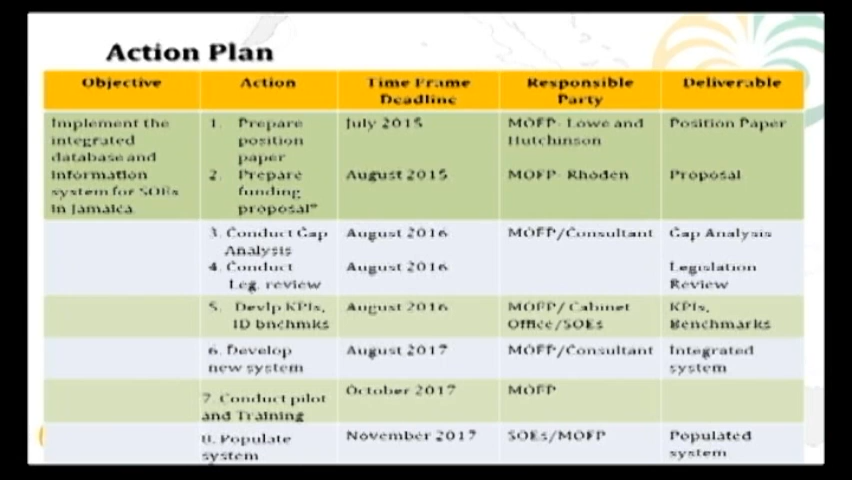 Action Plan
Objective Action Time Frame Deadline Responsible Party Deliverable
Implement the integrated database and Information system for SOEs in Jamaica
1. Prepare position paper July 2015 MOFP- Lowe and Hutchinson Position Paper
2. Prepare funding proposal* August 2015 MOFP- Rhoden Proposal
3. Conduct Gap Analysis August 2016 MOFP/Consultant Gap Analysis
4. Conduct Leg. review August 2016 Legislation Review
5. Devlp KPIs, ID bnchmks August 2016 MOFP/ Cabinet Office/SOEs KPIs, Benchmarks
6. Develop new system August 2017 MOFP/Consultant Integrated system
7. Conduct pilot and Training October 2017 MOFP
8. Populate system November 2017 SOEs/MOFP Populated system